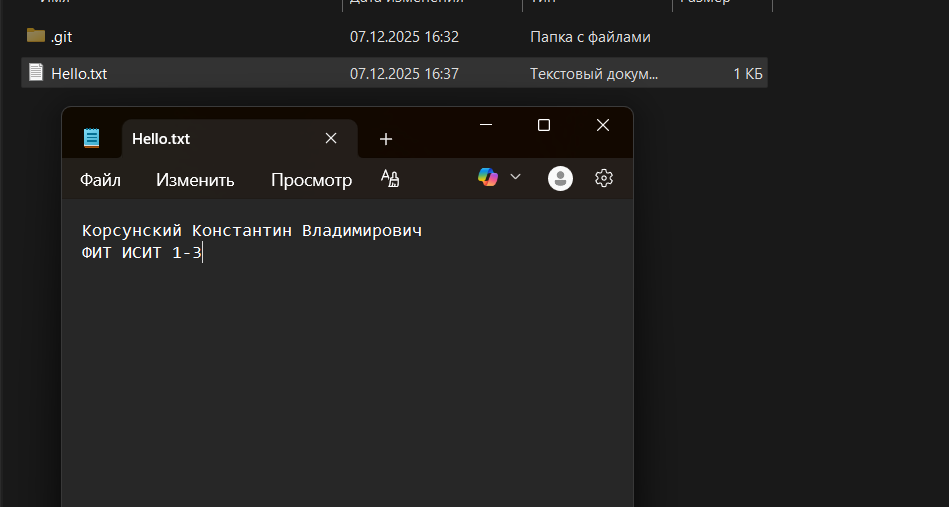 Имя Дата изменения Тип Размер
.git 07.12.2025 16:32 Папка с файлами
Hello.txt 07.12.2025 16:37 Текстовый докум... 1 КБ
Hello.txt
Файл Изменить Просмотр
Корсунский Константин Владимирович
ФИТ ИСИТ 1-3